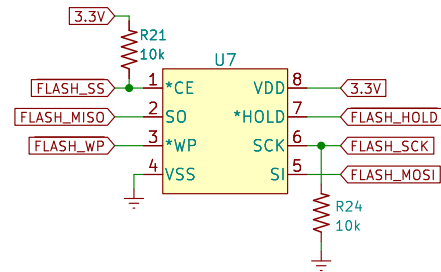 3.3V
R21
10k
U7
FLASH_SS
1
*CE
VDD
8
3.3V
FLASH_MISO
2
SO
*HOLD
7
FLASH_HOLD
FLASH_WP
3
*WP
SCK
6
FLASH_SCK
4
VSS
SI
5
FLASH_MOSI
R24
10k